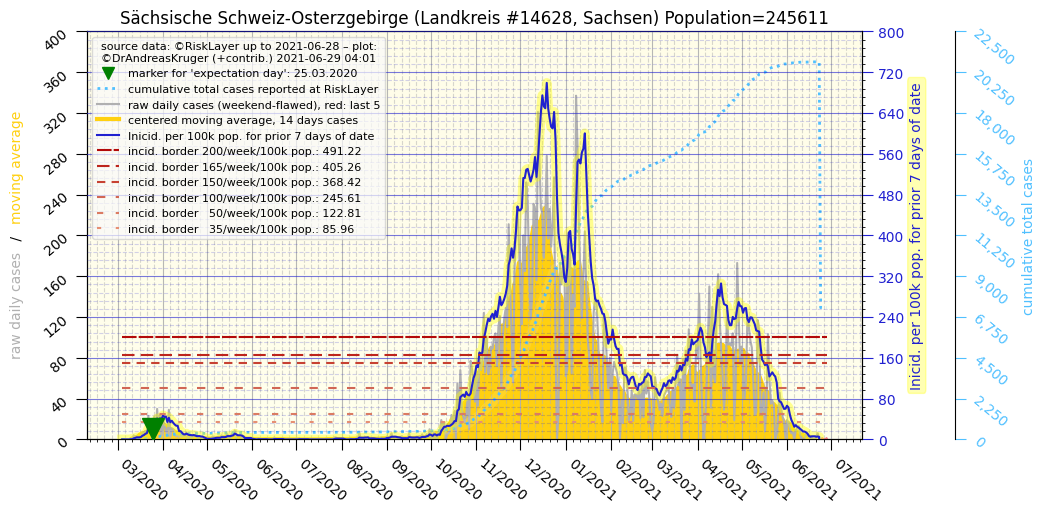 Sächsische Schweiz-Osterzgebirge (Landkreis #14628, Sachsen) Population=245611
source data: ©RiskLayer up to 2021-06-28 – plot:
©DrAndreasKruger (+contrib.) 2021-06-29 04:01
marker for 'expectation day': 25.03.2020
cumulative total cases reported at RiskLayer
raw daily cases (weekend-flawed), red: last 5
centered moving average, 14 days cases
Inicid. per 100k pop. for prior 7 days of date
incid. border 200/week/100k pop.: 491.22
incid. border 165/week/100k pop.: 405.26
incid. border 150/week/100k pop.: 368.42
incid. border 100/week/100k pop.: 245.61
incid. border 50/week/100k pop.: 122.81
incid. border 35/week/100k pop.: 85.96
raw daily cases / moving average
400
360
320
280
240
200
160
120
80
40
0
03/2020
04/2020
05/2020
06/2020
07/2020
08/2020
09/2020
10/2020
11/2020
12/2020
01/2021
02/2021
03/2021
04/2021
05/2021
06/2021
07/2021
800
720
640
560
480
400
320
240
160
80
0
Inicid. per 100k pop. for prior 7 days of date
22,500
20,250
18,000
15,750
13,500
11,250
9,000
6,750
4,500
2,250
0
cumulative total cases